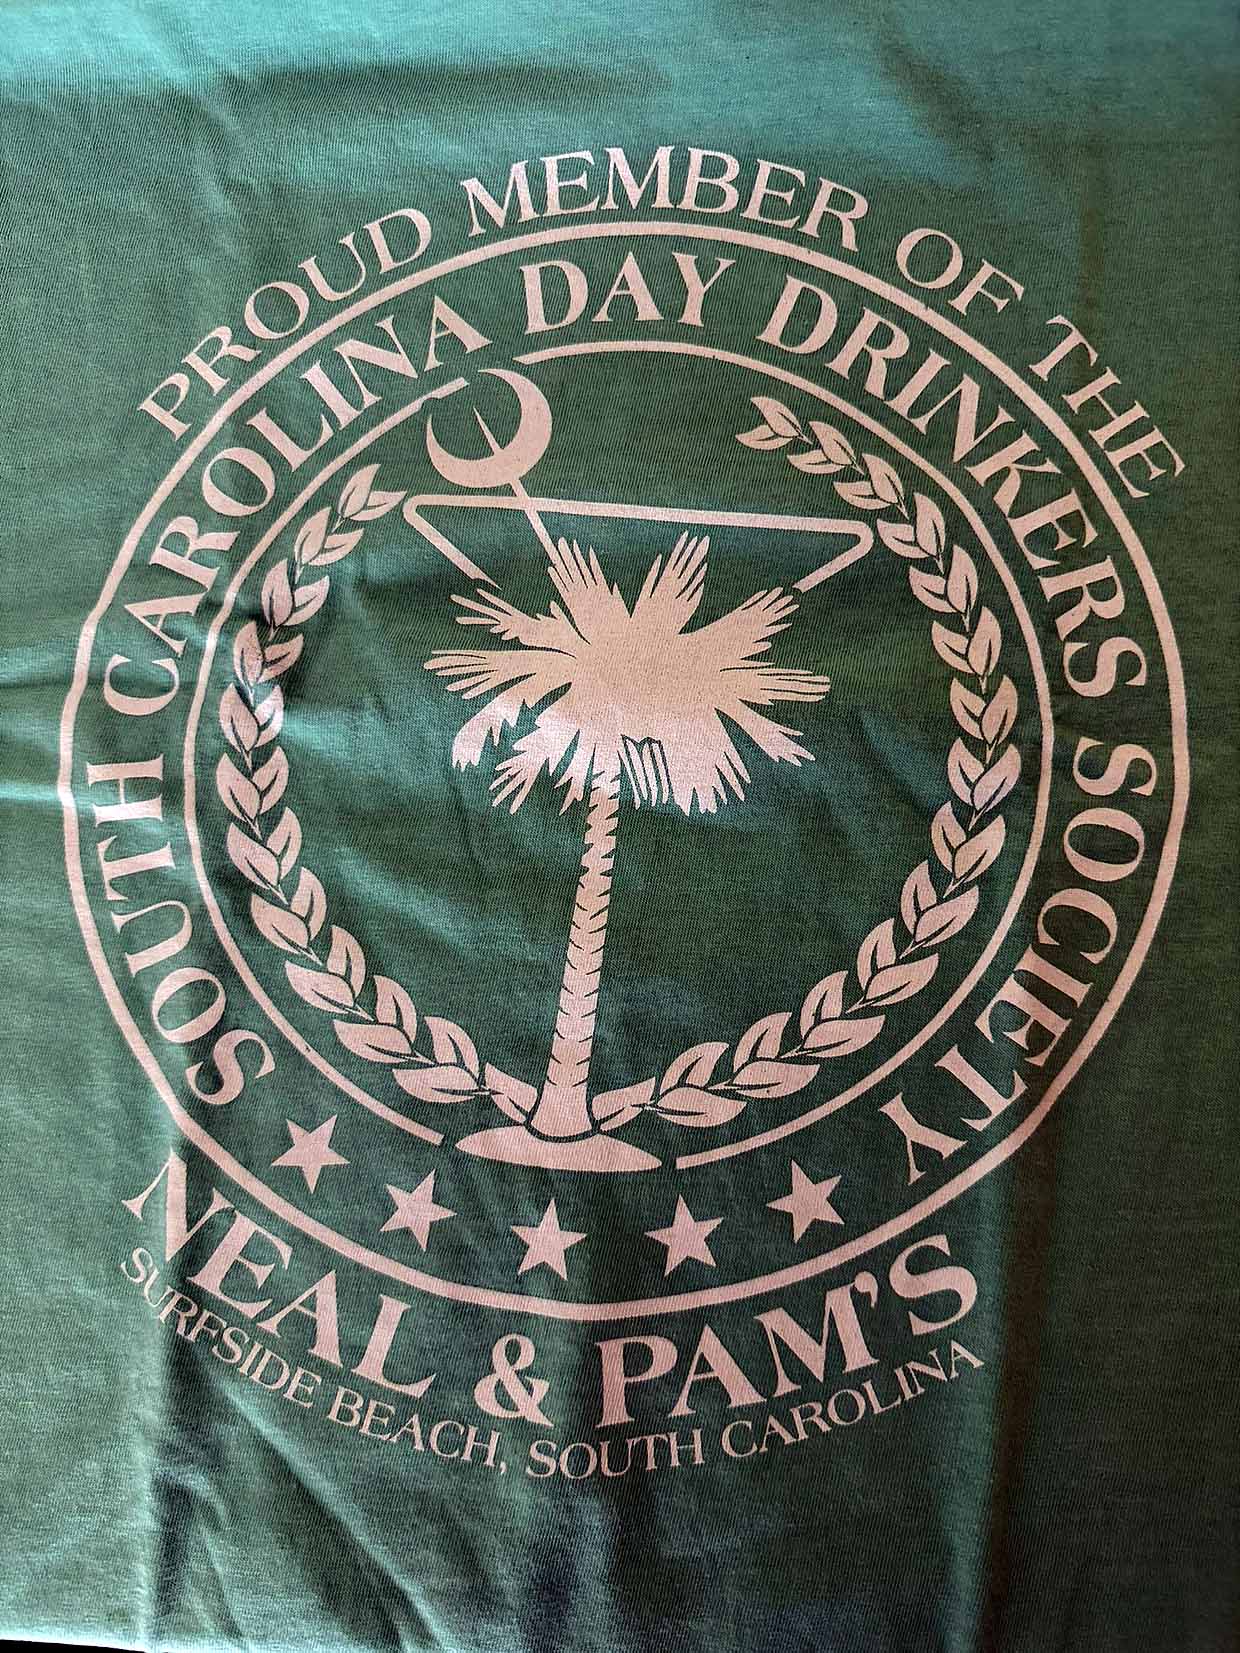 PROUD MEMBER OF THE
SOUTH CAROLINA DAY DRINKERS SOCIETY
NEAL & PAM'S
SURFSIDE BEACH, SOUTH CAROLINA